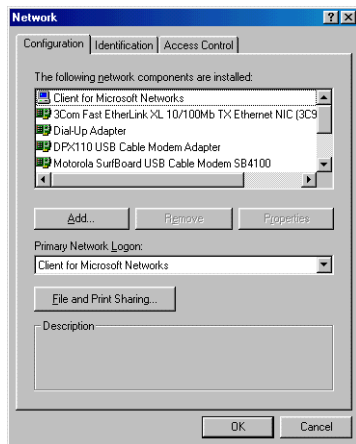 Network
Configuration Identification Access Control
The following network components are installed:
Client for Microsoft Networks
3Com Fast EtherLink XL 10/100Mb TX Ethernet NIC (3C9
Dial-Up Adapter
DPX110 USB Cable Modem Adapter
Motorola SurfBoard USB Cable Modem SB4100
Add... Remove Properties
Primary Network Logon:
Client for Microsoft Networks
File and Print Sharing...
Description
OK Cancel